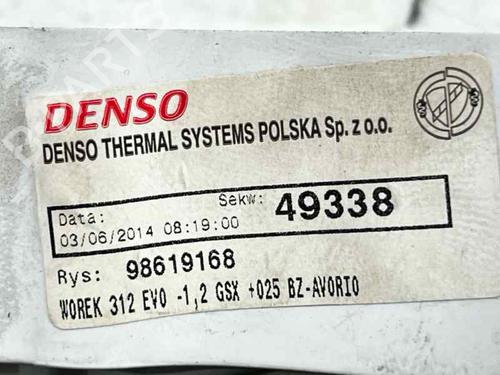 DENSO
DENSO THERMAL SYSTEMS POLSKA Sp. z o.o.
Data:
03/06/2014 08:19:00
Sekw: 49338
Rys: 98619168
WOREK 312 EVO -1,2 GSX +025 BZ-AVORIO